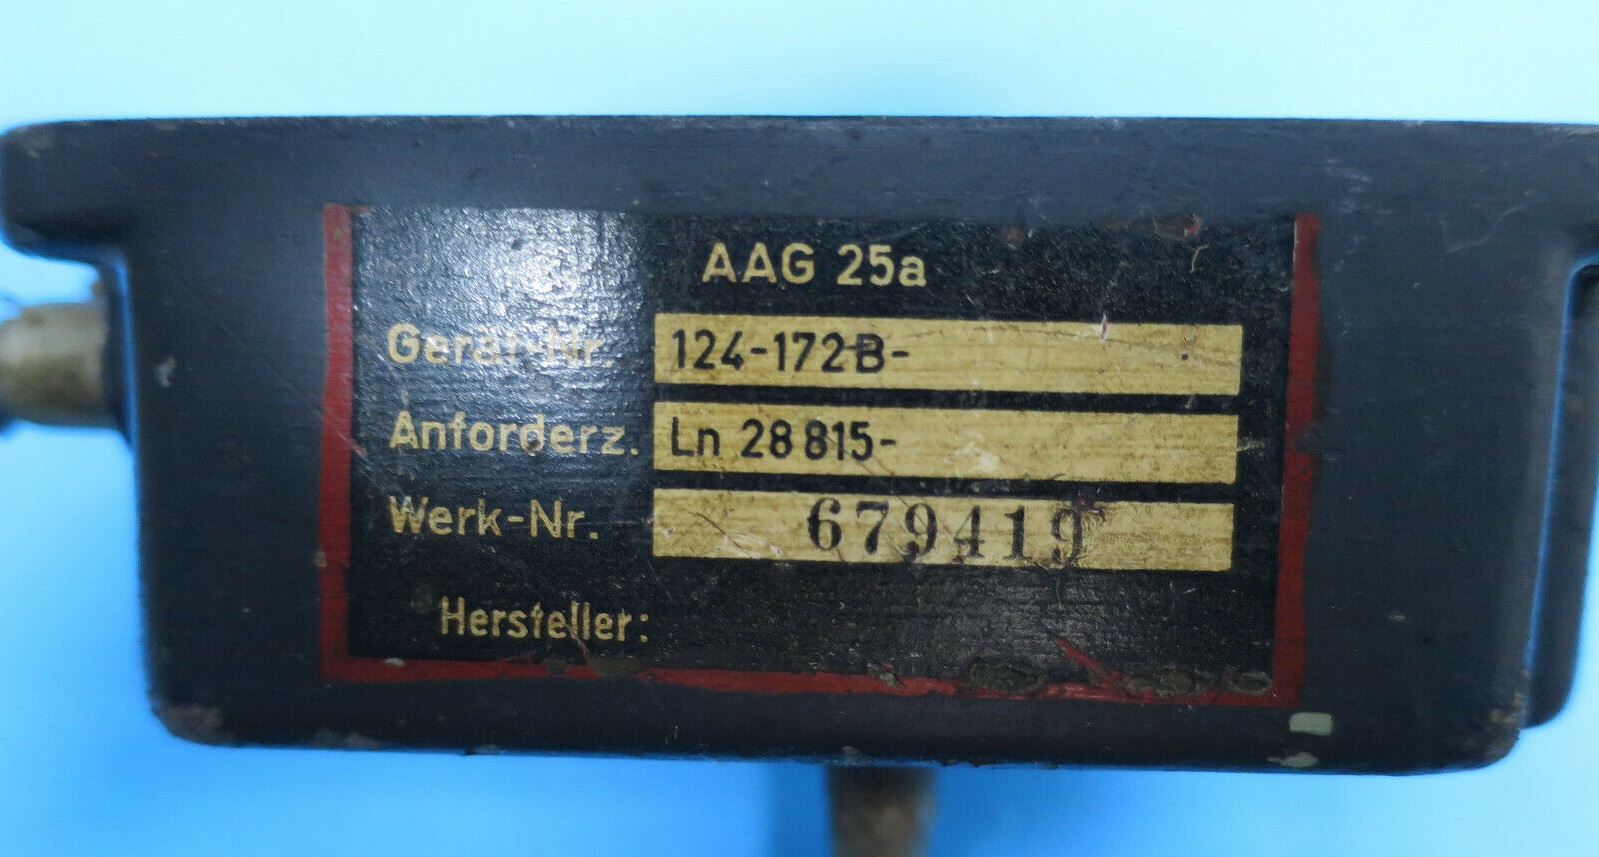 AAG 25a
Gerät-Nr. 124-172B-
Anforderz. Ln 28815-
Werk-Nr. 679419
Hersteller: